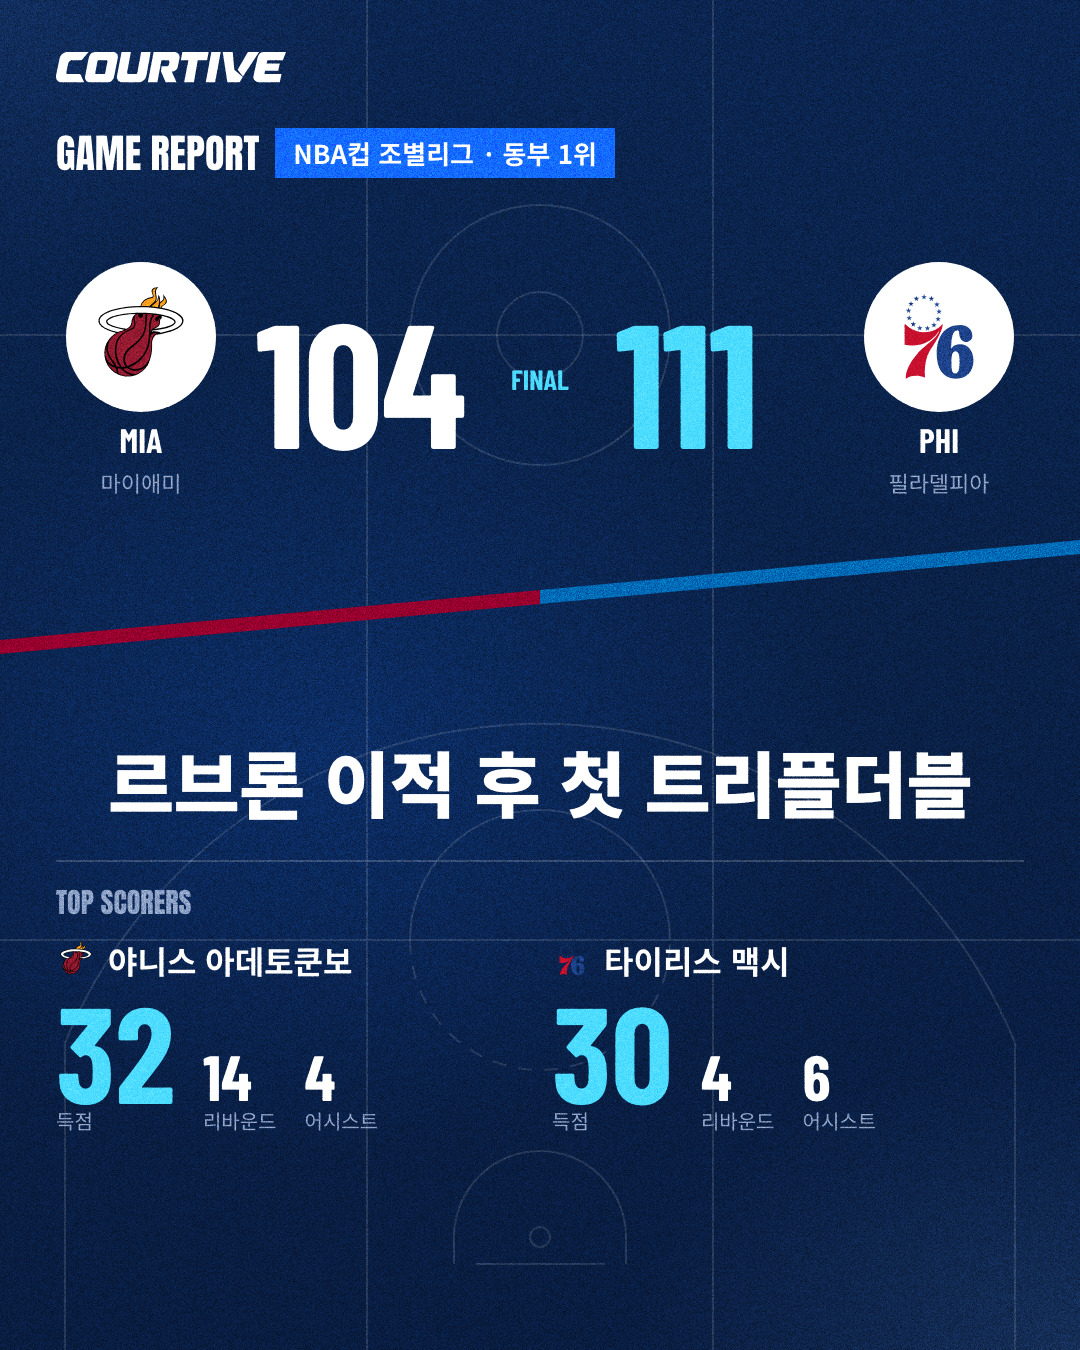 COURTIVE
GAME REPORT
NBA컵 조별리그 · 동부 1위
104 FINAL 111
76
MIA
마이애미
PHI
필라델피아
르브론 이적 후 첫 트리플더블
TOP SCORERS
야니스 아데토쿤보
32 14 4
득점 리바운드 어시스트
76 타이리스 맥시
30 4 6
득점 리바운드 어시스트